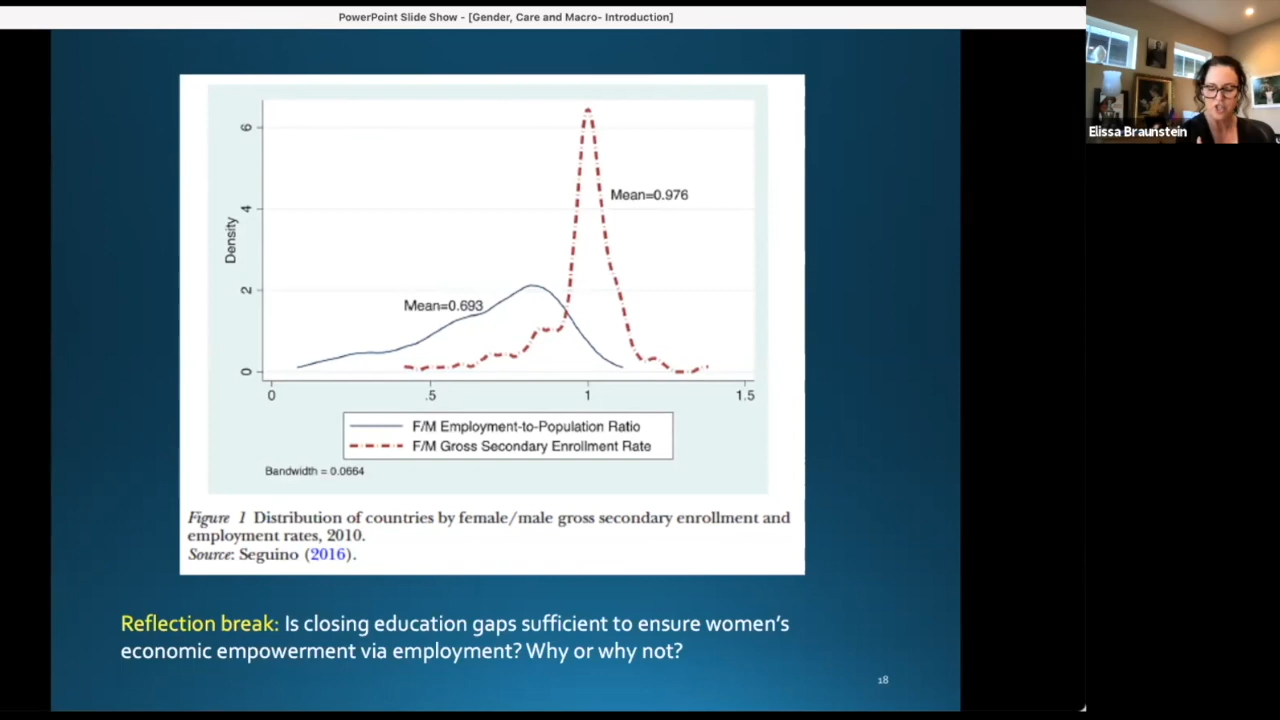 PowerPoint Slide Show - [Gender, Care and Macro- Introduction]
Elissa Braunstein
Density
6
4
2
0
Mean=0.976
Mean=0.693
0
.5
1
1.5
F/M Employment-to-Population Ratio
F/M Gross Secondary Enrollment Rate
Bandwidth = 0.0664
Figure 1 Distribution of countries by female/male gross secondary enrollment and
employment rates, 2010.
Source: Seguino (2016).
Reflection break: Is closing education gaps sufficient to ensure women's
economic empowerment via employment? Why or why not?
18